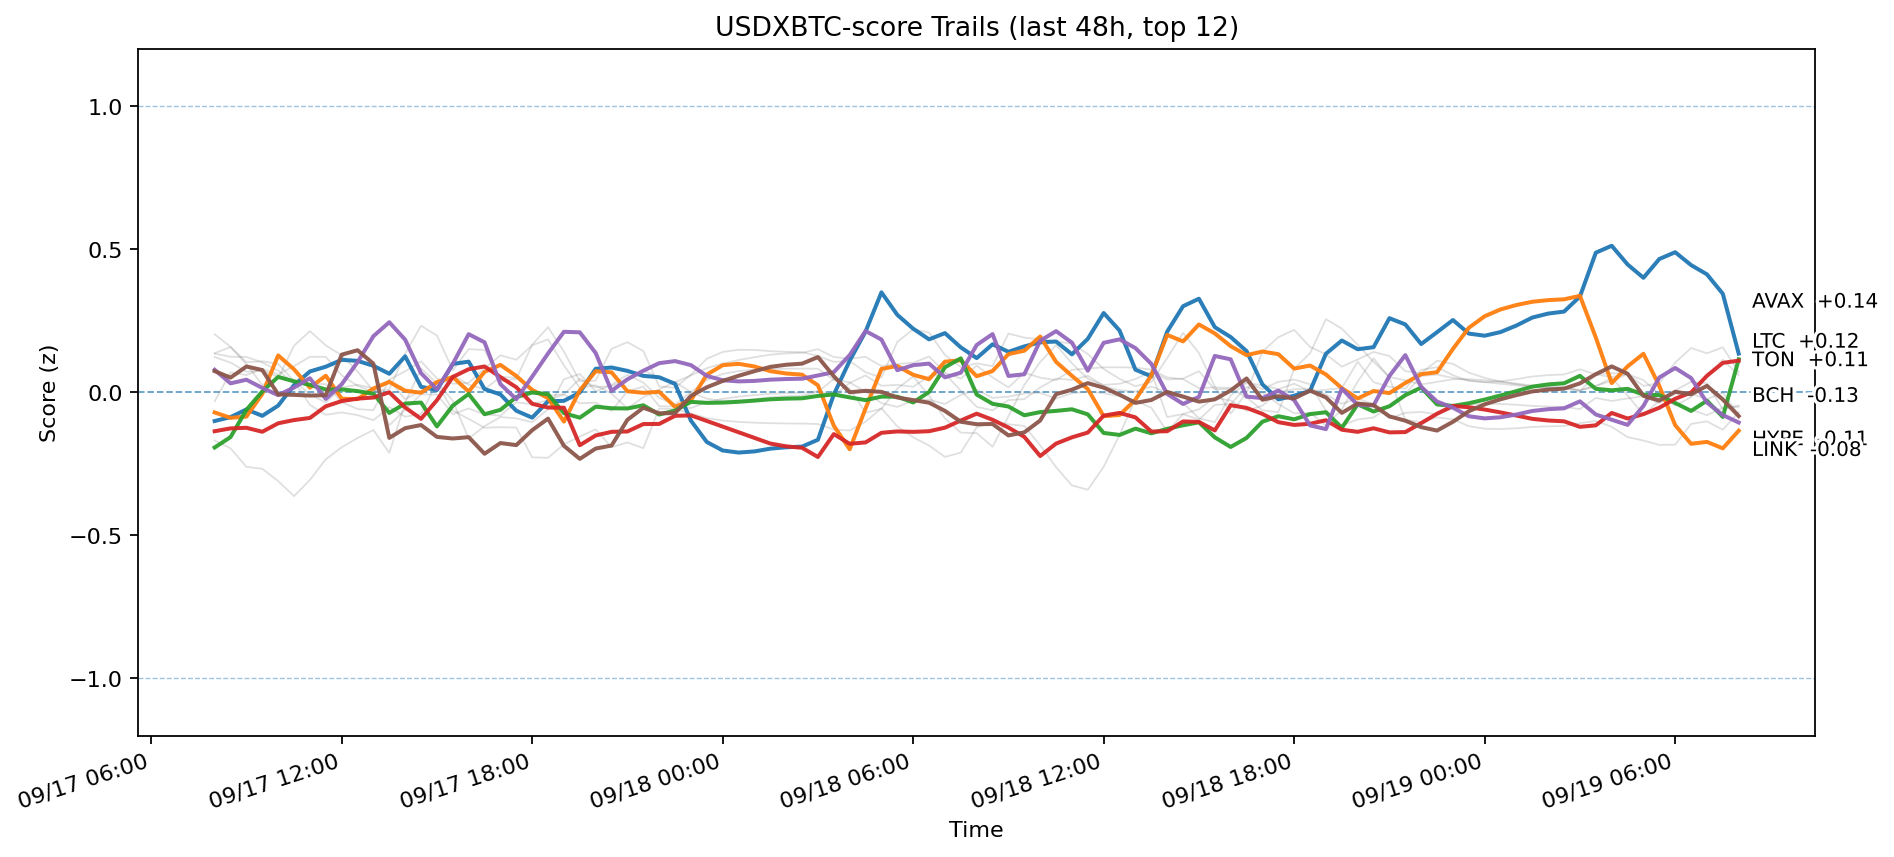 USDXBTC-score Trails (last 48h, top 12)
Score (z)
1.0
0.5
0.0
−0.5
−1.0
AVAX +0.14
LTC +0.12
TON +0.11
BCH -0.13
HYPE -0.11
LINK -0.08
09/17 06:00
09/17 12:00
09/17 18:00
09/18 00:00
09/18 06:00
09/18 12:00
09/18 18:00
09/19 00:00
09/19 06:00
Time